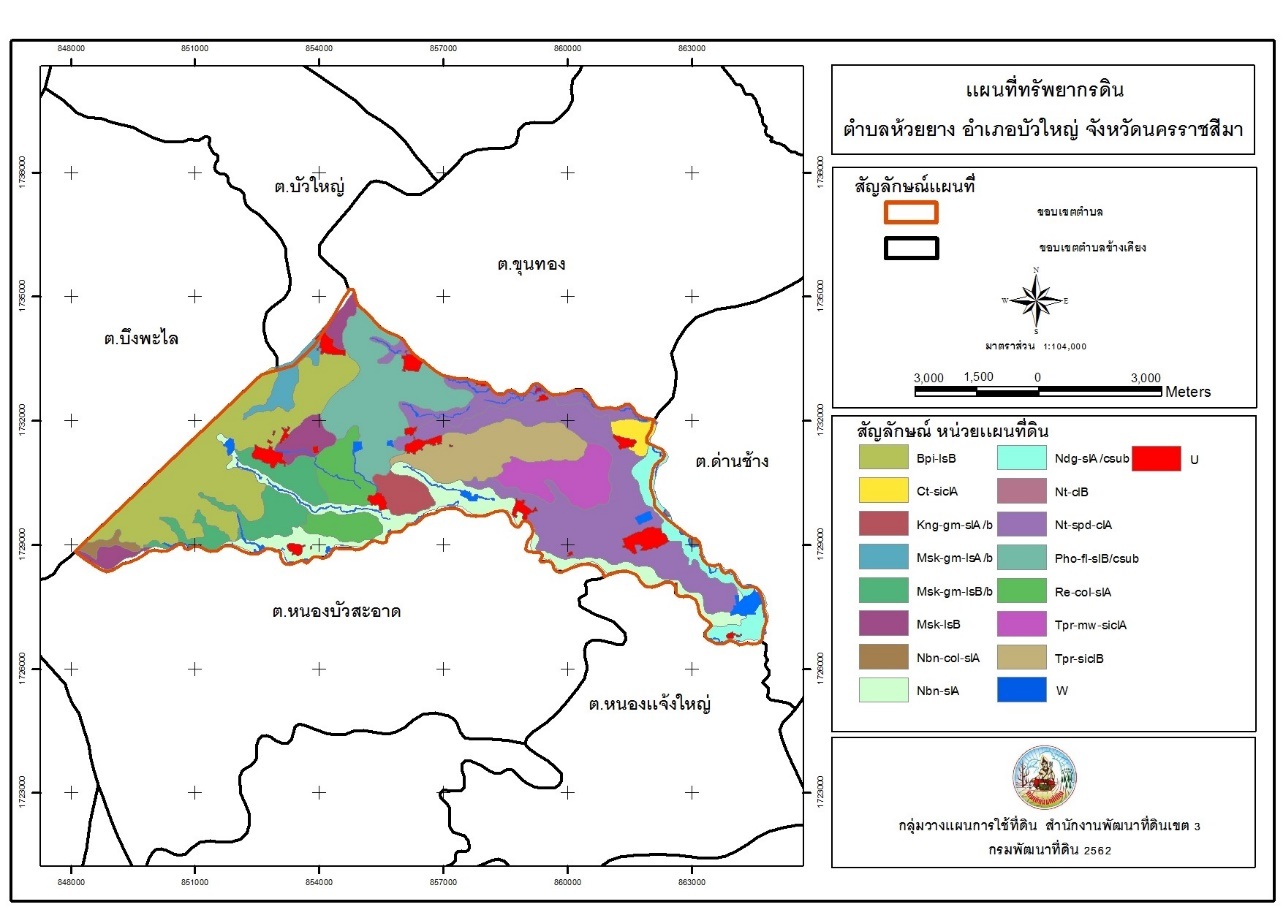 848000 851000 854000 857000 860000 863000
แผนที่ทรัพยากรดิน
ตำบลห้วยยาง อำเภอบัวใหญ่ จังหวัดนครราชสีมา
สัญลักษณ์แผนที่
ขอบเขตตำบล
ขอบเขตตำบลข้างเคียง
N
W E
S
มาตราส่วน 1:104,000
3,000 1,500 0 3,000
Meters
สัญลักษณ์ หน่วยแผนที่ดิน
Bpi-lsB
Ct-siclA
Kng-gm-slA/b
Msk-gm-lsA/b
Msk-gm-lsB/b
Msk-lsB
Nbn-col-slA
Nbn-slA
Ndg-slA/csub
Nt-clB
Nt-spd-clA
Pho-fl-slB/csub
Re-col-slA
Tpr-mw-siclA
Tpr-siclB
W
U
กลุ่มวางแผนการใช้ที่ดิน สำนักงานพัฒนาที่ดินเขต 3
กรมพัฒนาที่ดิน 2562
ต.บัวใหญ่
ต.ขุนทอง
ต.บึงพะไล
ต.ด่านช้าง
ต.หนองบัวสะอาด
ต.หนองแจ้งใหญ่
1738000
1735000
1732000
1729000
1726000
1723000
1738000
1735000
1732000
1729000
1726000
1723000
848000 851000 854000 857000 860000 863000